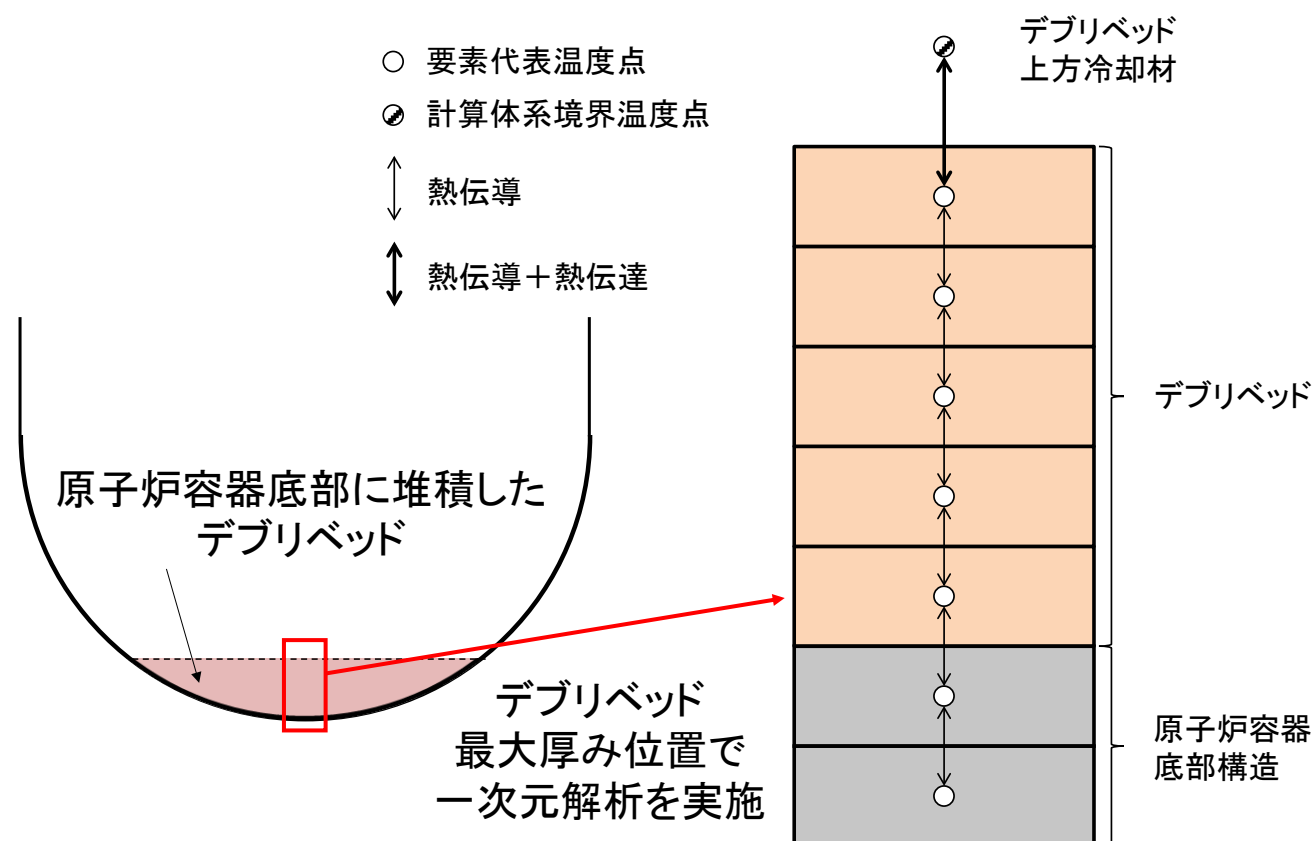 要素代表温度点
計算体系境界温度点
熱伝導
熱伝導＋熱伝達
原子炉容器底部に堆積した
デブリベッド
デブリベッド
最大厚み位置で
一次元解析を実施
デブリベッド
上方冷却材
デブリベッド
原子炉容器
底部構造